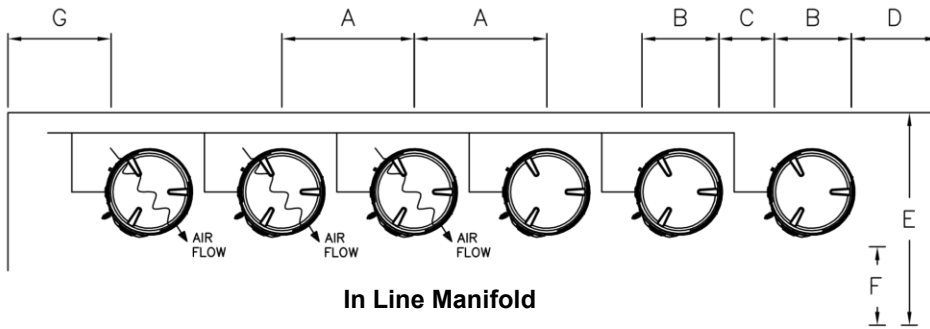 G A A B C B D
E
AIR FLOW AIR FLOW AIR FLOW
F
In Line Manifold